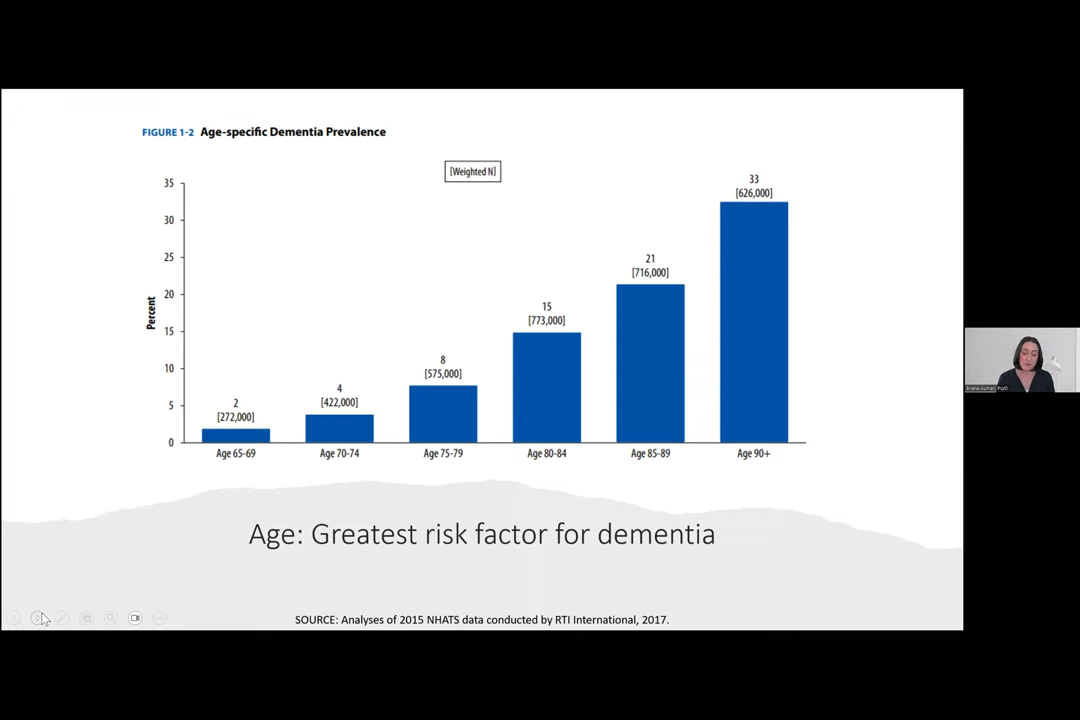 FIGURE 1-2 Age-specific Dementia Prevalence
[Weighted N]
Percent
35
30
25
20
15
10
5
0
2
[272,000]
4
[422,000]
8
[575,000]
15
[773,000]
21
[716,000]
33
[626,000]
Age 65-69
Age 70-74
Age 75-79
Age 80-84
Age 85-89
Age 90+
Age: Greatest risk factor for dementia
SOURCE: Analyses of 2015 NHATS data conducted by RTI International, 2017.